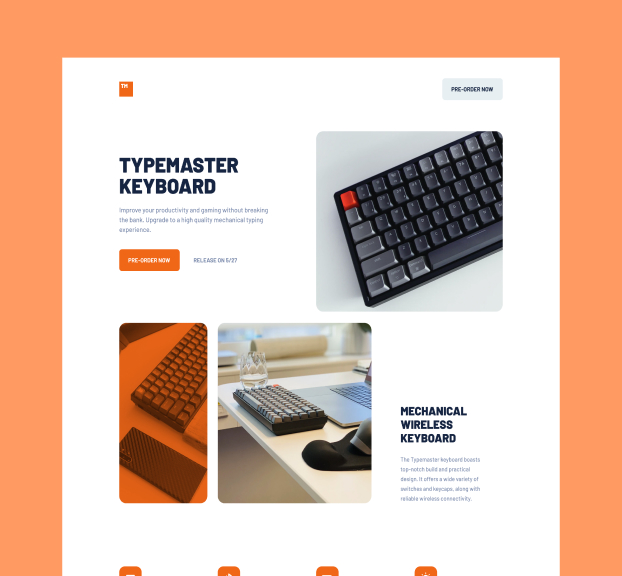 TM
PRE-ORDER NOW
TYPEMASTER
KEYBOARD
Improve your productivity and gaming without breaking
the bank. Upgrade to a high quality mechanical typing
experience.
PRE-ORDER NOW
RELEASE ON 5/27
MECHANICAL
WIRELESS
KEYBOARD
The Typemaster keyboard boasts
top-notch build and practical
design. It offers a wide variety of
switches and keycaps, along with
reliable wireless connectivity.